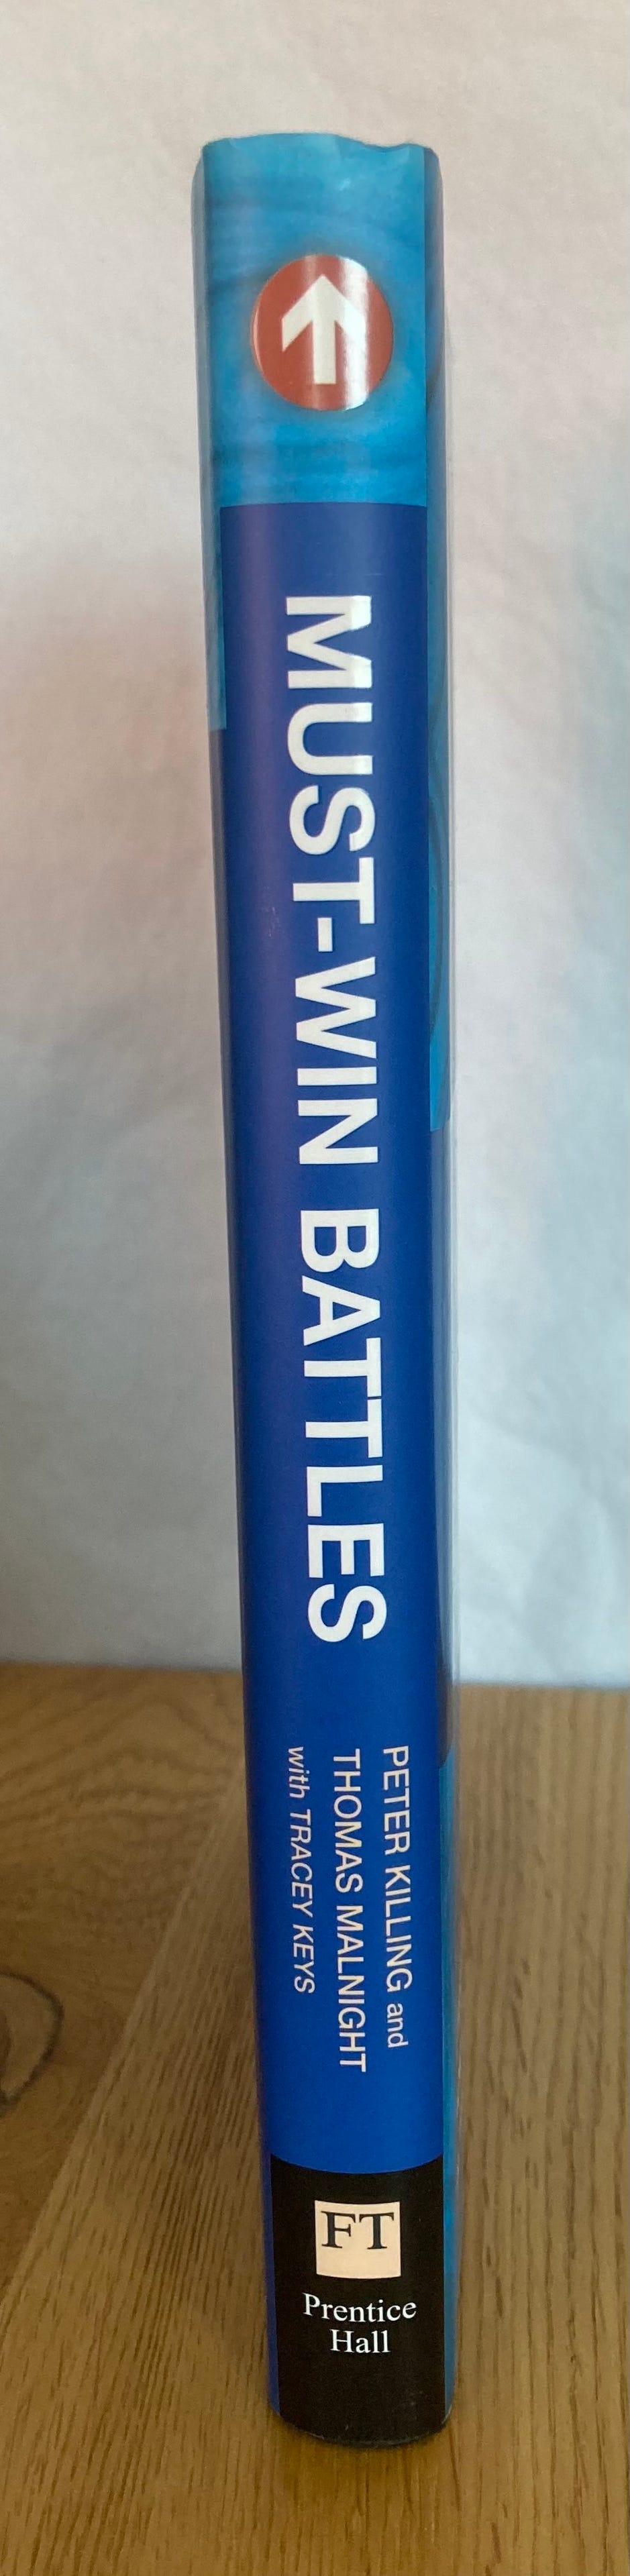 MUST-WIN BATTLES
PETER KILLING and
THOMAS MALNIGHT
with TRACEY KEYS
FT
Prentice
Hall